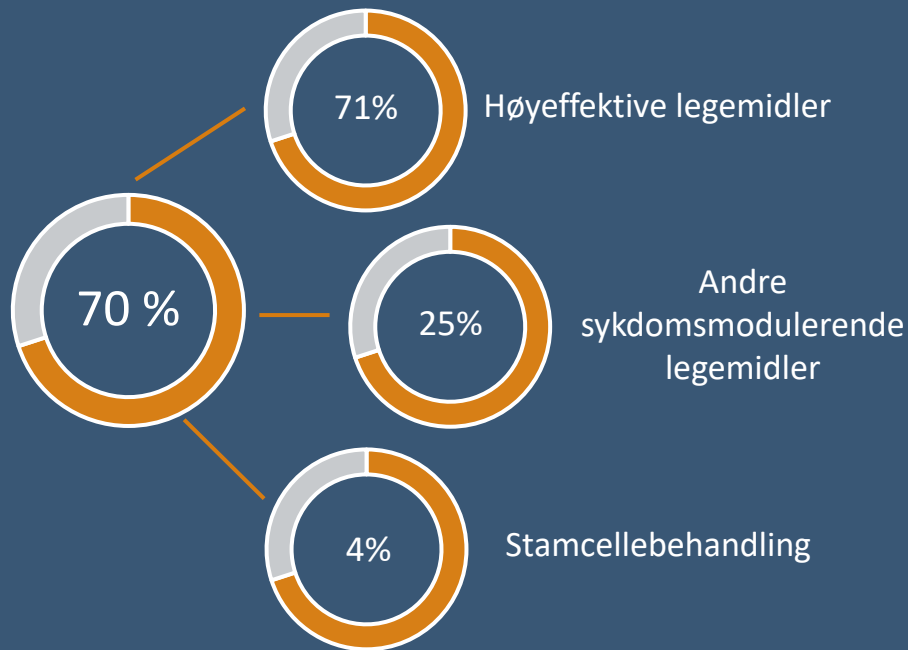 71%
Høyeffektive legemidler
70 %
25%
Andre
sykdomsmodulerende
legemidler
4%
Stamcellebehandling